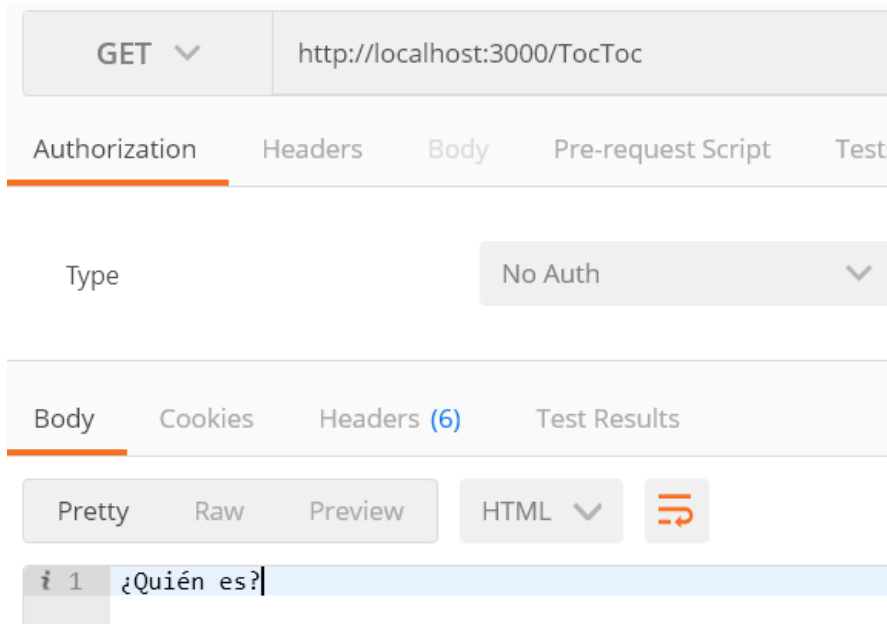 GET http://localhost:3000/TocToc
Authorization Headers Body Pre-request Script Tests
Type No Auth
Body Cookies Headers (6) Test Results
Pretty Raw Preview HTML
i 1 ¿Quién es?